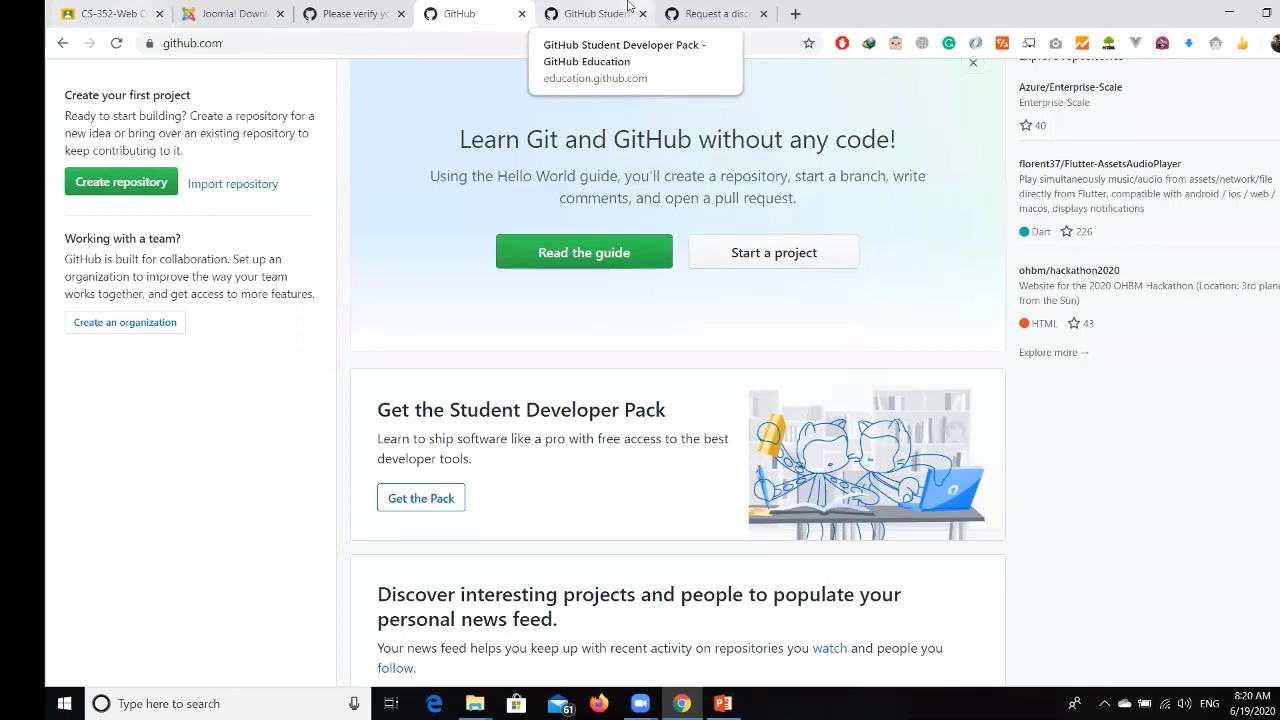 CS-352-Web C
Joomla! Downl
Please verify yo
GitHub
GitHub Studen
Request a disc
github.com
GitHub Student Developer Pack -
GitHub Education
education.github.com
Create your first project
Ready to start building? Create a repository for a
new idea or bring over an existing repository to
keep contributing to it.
Create repository
Import repository
Working with a team?
GitHub is built for collaboration. Set up an
organization to improve the way your team
works together, and get access to more features.
Create an organization
Learn Git and GitHub without any code!
Using the Hello World guide, you'll create a repository, start a branch, write
comments, and open a pull request.
Read the guide
Start a project
Get the Student Developer Pack
Learn to ship software like a pro with free access to the best
developer tools.
Get the Pack
Discover interesting projects and people to populate your
personal news feed.
Your news feed helps you keep up with recent activity on repositories you watch and people you
follow.
Explore repositories
Azure/Enterprise-Scale
Enterprise-Scale
40
florent37/Flutter-AssetsAudioPlayer
Play simultaneously music/audio from assets/network/file
directly from Flutter, compatible with android / ios / web /
macos, displays notifications
Dart 226
ohbm/hackathon2020
Website for the 2020 OHBM Hackathon (Location: 3rd plane
from the Sun)
HTML 43
Explore more →
Type here to search
61
ENG
8:20 AM
6/19/2020